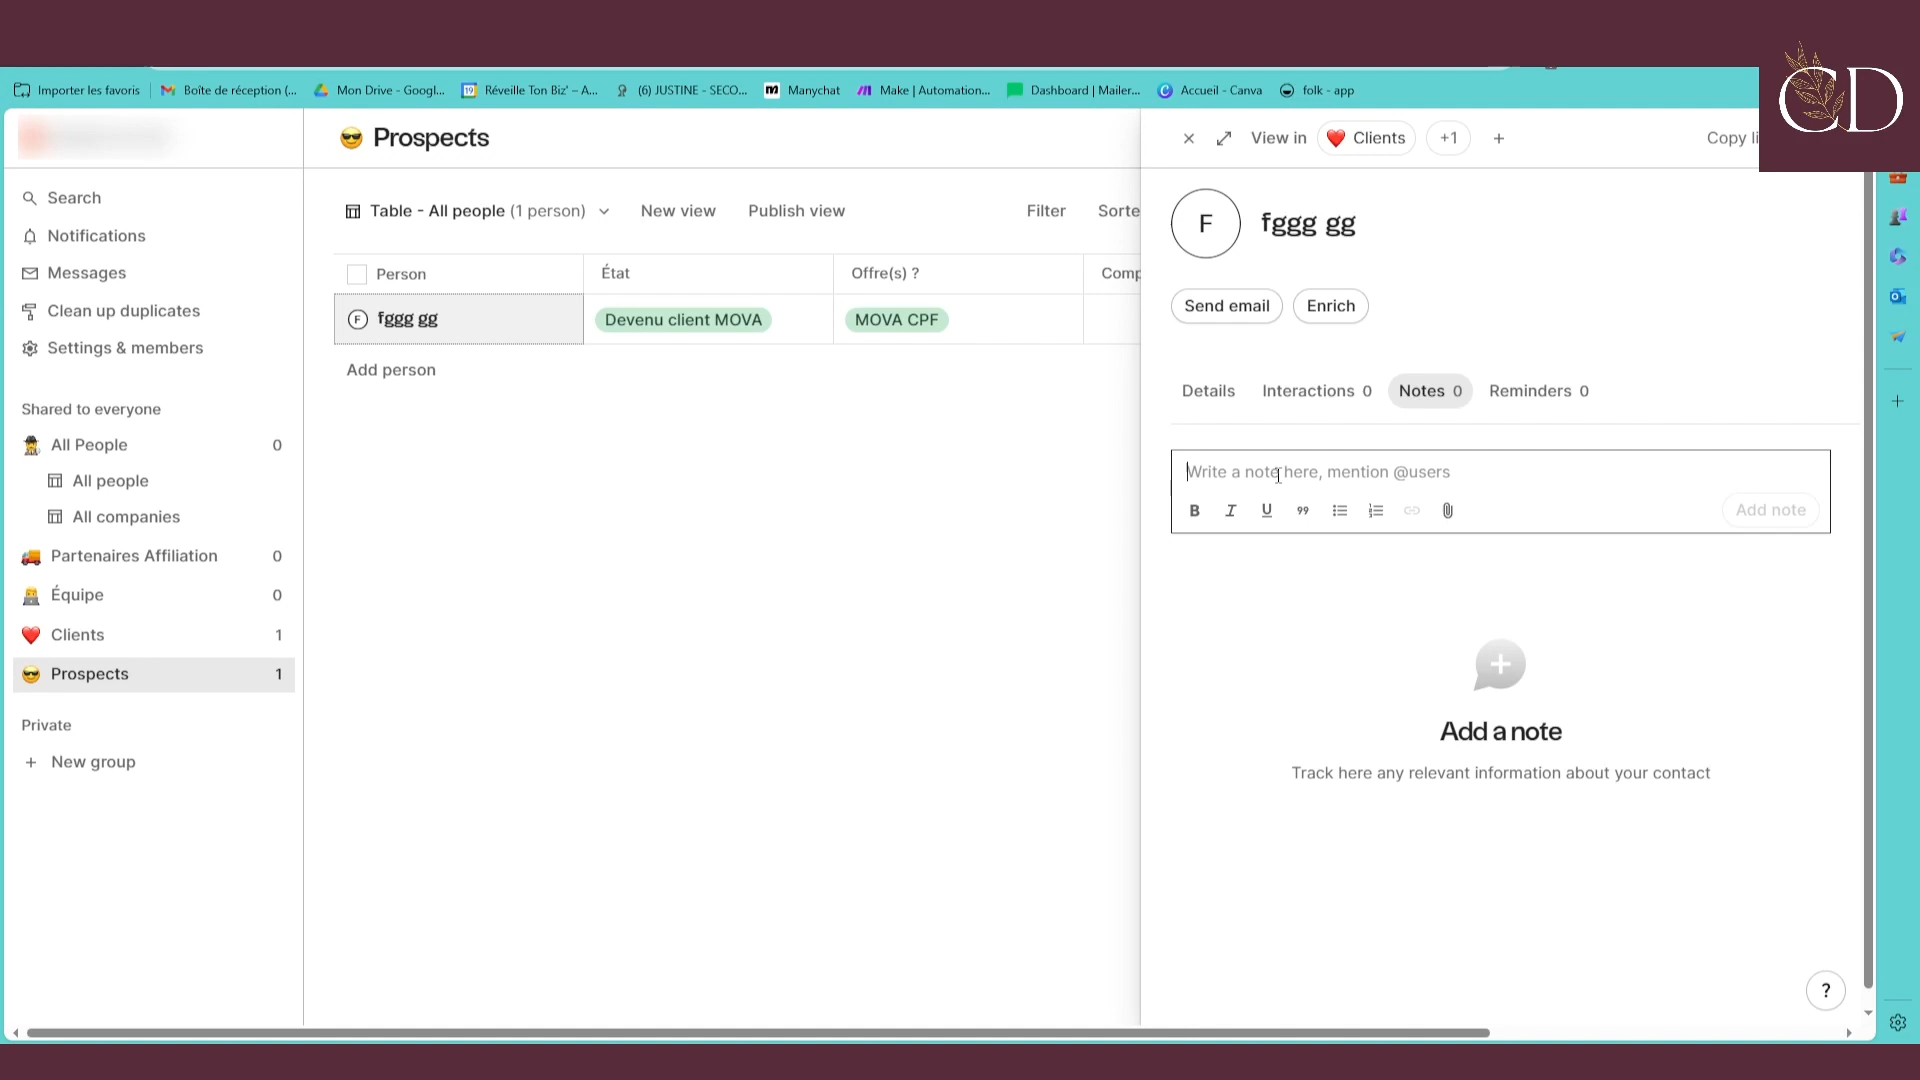 CD
Importer les favoris
Boîte de réception (...
Mon Drive - Googl...
19
Réveille Ton Biz' – A...
(6) JUSTINE - SECO...
Manychat
Make | Automation...
Dashboard | Mailer...
Accueil - Canva
folk - app
Prospects
View in
Clients
+1
+
Copy li
Search
Notifications
Messages
Clean up duplicates
Settings & members
Shared to everyone
All People 0
All people
All companies
Partenaires Affiliation 0
Équipe 0
Clients 1
Prospects 1
Private
+ New group
Table - All people (1 person)
New view
Publish view
Filter
Sorte
Person
État
Offre(s) ?
Comp
F fggg gg
Devenu client MOVA
MOVA CPF
Add person
F
fggg gg
Send email
Enrich
Details
Interactions 0
Notes 0
Reminders 0
Write a note here, mention @users
B I U
Add note
Add a note
Track here any relevant information about your contact
?